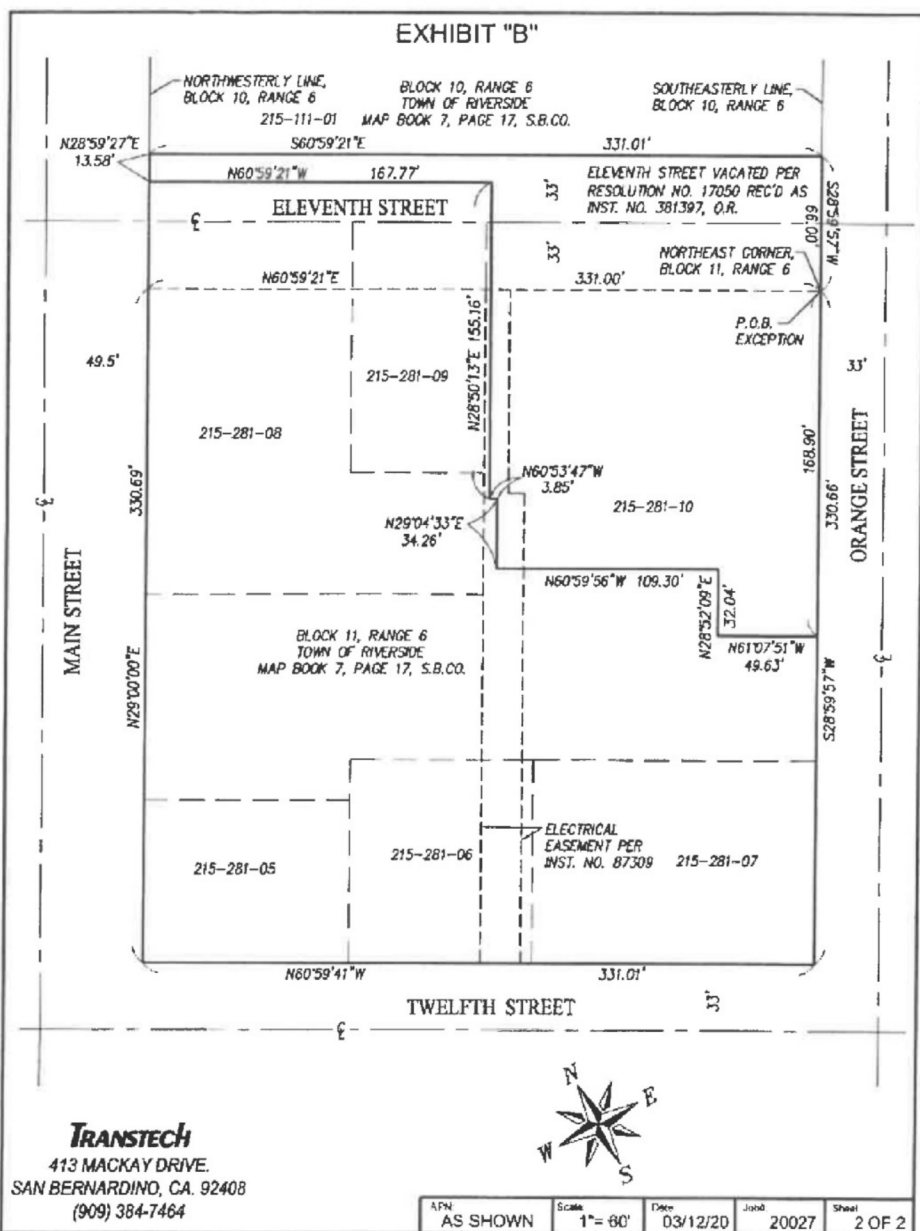 EXHIBIT "B"
NORTHWESTERLY LINE,
BLOCK 10, RANGE 6
BLOCK 10, RANGE 6
TOWN OF RIVERSIDE
MAP BOOK 7, PAGE 17, S.B.CO.
215-111-01
SOUTHEASTERLY LINE,
BLOCK 10, RANGE 6
N28°59'27"E
13.58'
S60°59'21"E
331.01'
N60°59'21"W
167.77'
33'
ELEVENTH STREET VACATED PER
RESOLUTION NO. 17050 REC'D AS
INST. NO. 381397, O.R.
S28°59'57"W
66.00'
ELEVENTH STREET
33'
NORTHEAST CORNER,
BLOCK 11, RANGE 6
N60°59'21"E
331.00'
P.O.B.
EXCEPTION
49.5'
33'
215-281-09
N28°50'13"E 155.16'
215-281-08
168.90'
N60°53'47"W
3.85'
330.69'
215-281-10
330.66'
ORANGE STREET
N29°04'33"E
34.26'
N60°59'56"W 109.30'
N28°52'09"E
32.04'
MAIN STREET
BLOCK 11, RANGE 6
TOWN OF RIVERSIDE
MAP BOOK 7, PAGE 17, S.B.CO.
N61°07'51"W
49.63'
N29°00'00"E
S28°59'57"W
ELECTRICAL
EASEMENT PER
INST. NO. 87309
215-281-05
215-281-06
215-281-07
N60°59'41"W
331.01'
TWELFTH STREET
33'
N
E
W
S
TRANSTECH
413 MACKAY DRIVE.
SAN BERNARDINO, CA. 92408
(909) 384-7464
APN: AS SHOWN
Scale 1"= 60'
Date 03/12/20
Job# 20027
Sheet 2 OF 2